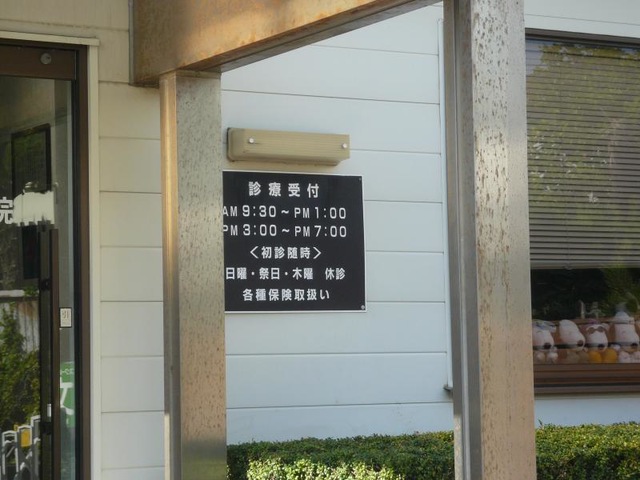 診療受付
AM 9:30～PM 1:00
PM 3:00～PM 7:00
＜初診随時＞
日曜・祭日・木曜　休診
各種保険取扱い